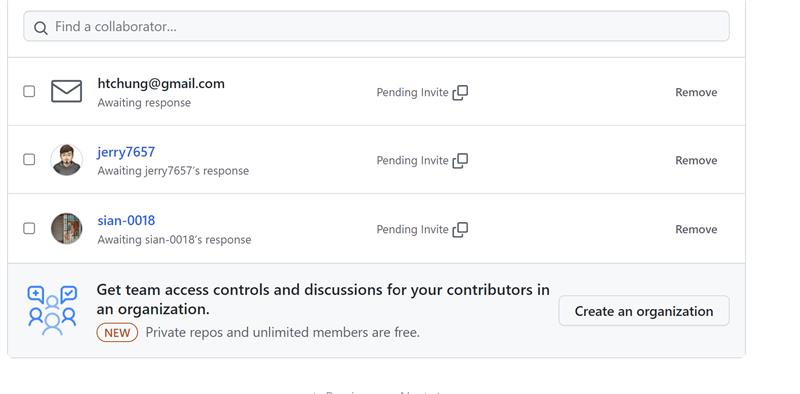 Find a collaborator...
htchung@gmail.com
Awaiting response
Pending Invite
Remove
jerry7657
Awaiting jerry7657's response
Pending Invite
Remove
sian-0018
Awaiting sian-0018's response
Pending Invite
Remove
Get team access controls and discussions for your contributors in
an organization.
NEW Private repos and unlimited members are free.
Create an organization